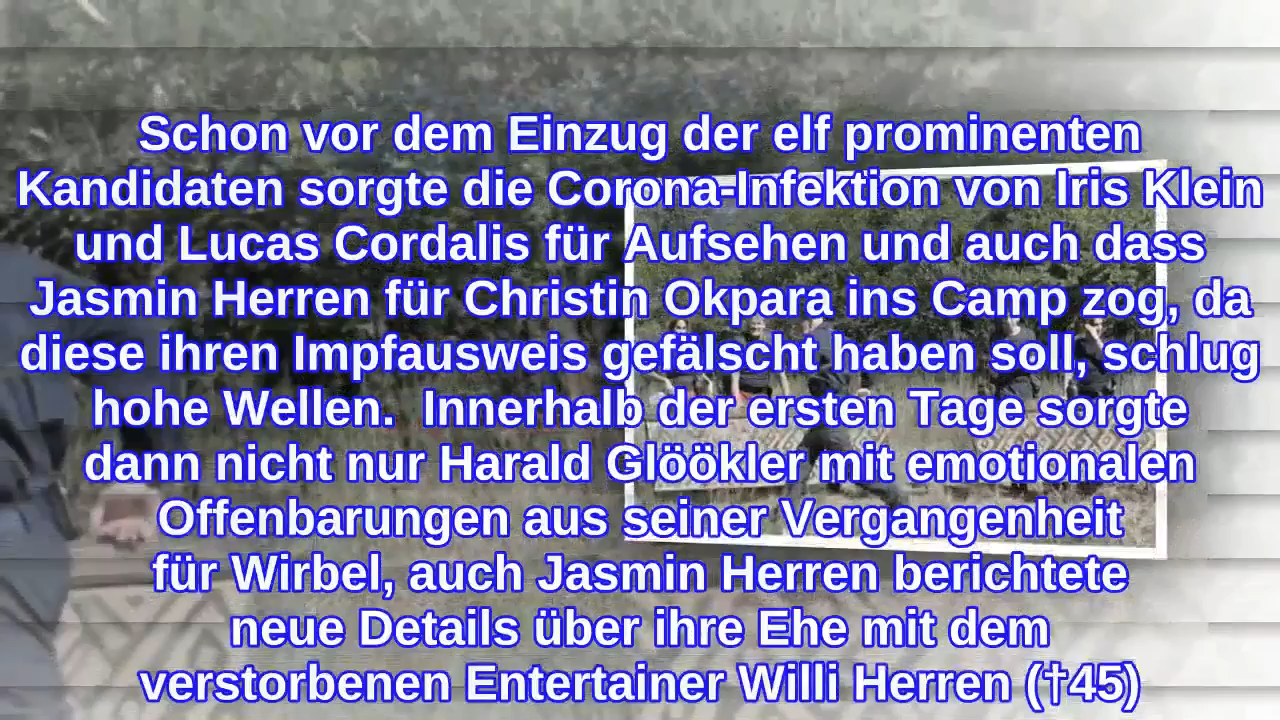 Schon vor dem Einzug der elf prominenten
Kandidaten sorgte die Corona-Infektion von Iris Klein
und Lucas Cordalis für Aufsehen und auch dass
Jasmin Herren für Christin Okpara ins Camp zog, da
diese ihren Impfausweis gefälscht haben soll, schlug
hohe Wellen.  Innerhalb der ersten Tage sorgte
dann nicht nur Harald Glöökler mit emotionalen
Offenbarungen aus seiner Vergangenheit
für Wirbel, auch Jasmin Herren berichtete
neue Details über ihre Ehe mit dem
verstorbenen Entertainer Willi Herren (†45)